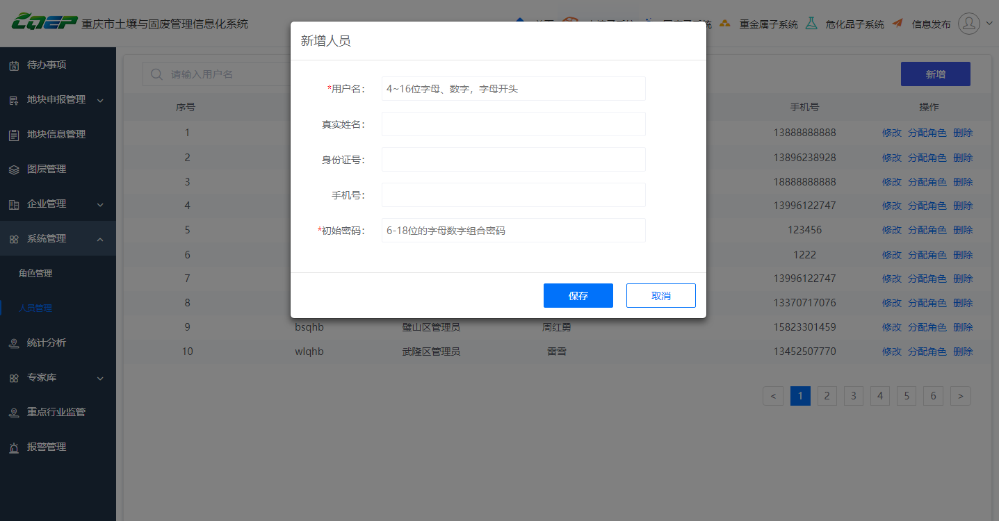 CQEP 重庆市土壤与固废管理信息化系统
重金属子系统 危化品子系统 信息发布
待办事项
地块申报管理
地块信息管理
图层管理
企业管理
系统管理
角色管理
人员管理
统计分析
专家库
重点行业监管
报警管理
请输入用户名
新增
新增人员
*用户名: 4~16位字母、数字，字母开头
真实姓名:
身份证号:
手机号:
*初始密码: 6-18位的字母数字组合密码
保存 取消
序号 手机号 操作
1 13888888888 修改 分配角色 删除
2 13896238928 修改 分配角色 删除
3 18888888888 修改 分配角色 删除
4 13996122747 修改 分配角色 删除
5 123456 修改 分配角色 删除
6 1222 修改 分配角色 删除
7 13996122747 修改 分配角色 删除
8 13370717076 修改 分配角色 删除
9 bsqhb 璧山区管理员 周红勇 15823301459 修改 分配角色 删除
10 wlqhb 武隆区管理员 雷雪 13452507770 修改 分配角色 删除
< 1 2 3 4 5 6 >